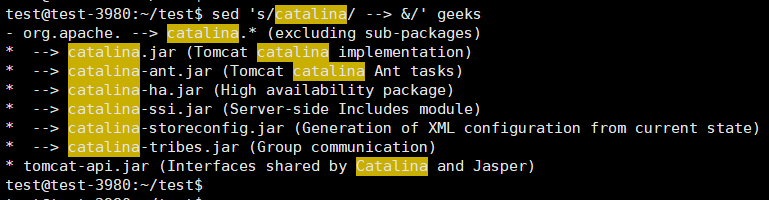 test@test-3980:~/test$ sed 's/catalina/ --> &/' geeks
- org.apache. --> catalina.* (excluding sub-packages)
*  --> catalina.jar (Tomcat catalina implementation)
*  --> catalina-ant.jar (Tomcat catalina Ant tasks)
*  --> catalina-ha.jar (High availability package)
*  --> catalina-ssi.jar (Server-side Includes module)
*  --> catalina-storeconfig.jar (Generation of XML configuration from current state)
*  --> catalina-tribes.jar (Group communication)
* tomcat-api.jar (Interfaces shared by Catalina and Jasper)
test@test-3980:~/test$